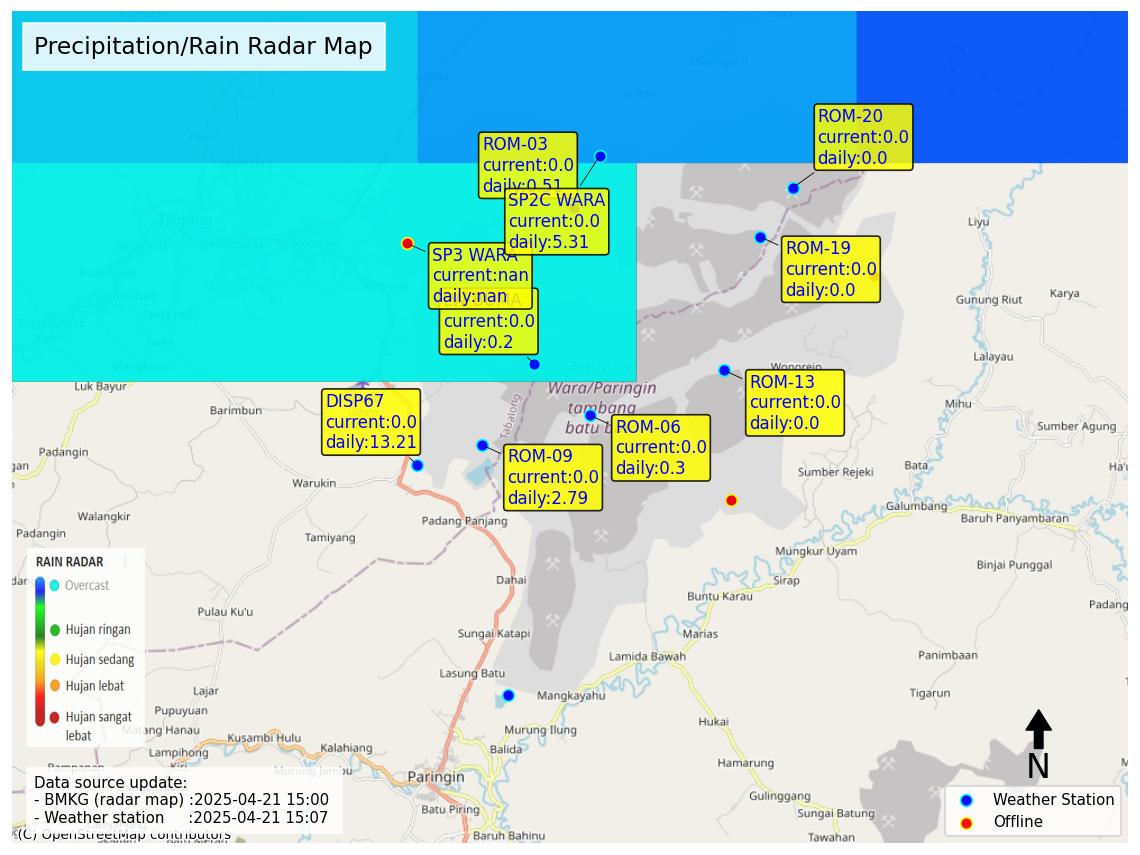 Precipitation/Rain Radar Map
ROM-20
current:0.0
daily:0.0
ROM-03
current:0.0
daily:0.51
SP2C WARA
current:0.0
daily:5.31
SP3 WARA
current:nan
daily:nan
current:0.0
daily:0.2
ROM-19
current:0.0
daily:0.0
ROM-13
current:0.0
daily:0.0
ROM-06
current:0.0
daily:0.3
ROM-09
current:0.0
daily:2.79
DISP67
current:0.0
daily:13.21
Tanjung
Liyu
Gunung Riut
Karya
Lalayau
Mihu
Sumber Agung
Bata
Sumber Rejeki
Galumbang
Baruh Panyambaran
Mungkur Uyam
Binjai Punggal
Wonorejo
Tutupan
Wara/Paringin
tambang
batu
Tabalong
Luk Bayur
Barimbun
Padangin
Warukin
Walangkir
Padangin
Tamiyang
Padang Panjang
Dahai
Pulau Ku'u
Sungai Katapi
Sirap
Buntu Karau
Marias
Lamida Bawah
Panimbaan
Tigarun
Lasung Batu
Mangkayahu
Lajar
Pupuyuan
Matang Hanau
Lampihong
Kusambi Hulu
Kalahiang
Murung Jambu
Murung Ilung
Balida
Hukai
Hamarung
Paringin
Batu Piring
Baruh Bahinu
Gulinggang
Sungai Batung
Tawahan
RAIN RADAR
Overcast
Hujan ringan
Hujan sedang
Hujan lebat
Hujan sangat
lebat
Data source update:
- BMKG (radar map) :2025-04-21 15:00
- Weather station :2025-04-21 15:07
(C) OpenStreetMap contributors
N
Weather Station
Offline